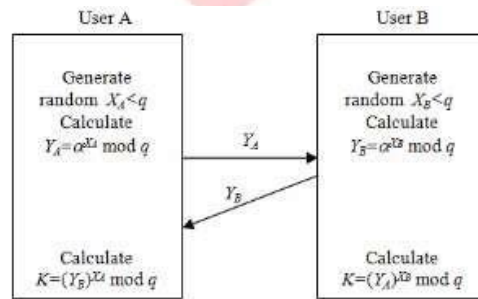 User A
User B
Generate
random X_A<q
Calculate
Y_A=α^{X_A} mod q
Generate
random X_B<q
Calculate
Y_B=α^{X_B} mod q
Y_A
Y_B
Calculate
K=(Y_B)^{X_A} mod q
Calculate
K=(Y_A)^{X_B} mod q